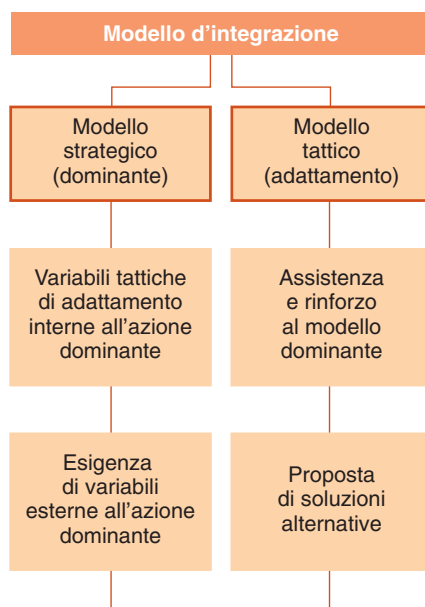 Modello d'integrazione
Modello
strategico
(dominante)
Modello
tattico
(adattamento)
Variabili tattiche
di adattamento
interne all'azione
dominante
Assistenza
e rinforzo
al modello
dominante
Esigenza
di variabili
esterne all'azione
dominante
Proposta
di soluzioni
alternative